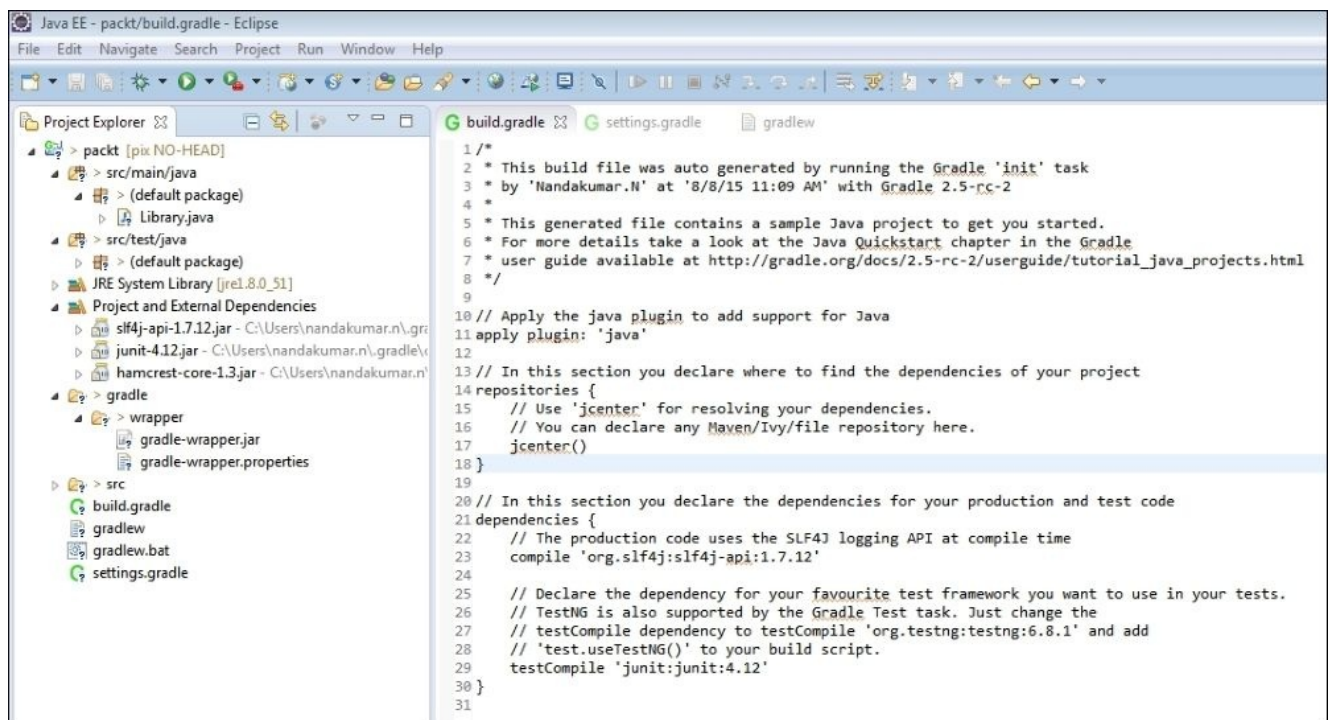 Java EE - packt/build.gradle - Eclipse
File Edit Navigate Search Project Run Window Help
Project Explorer
> packt [pix NO-HEAD]
> src/main/java
> (default package)
Library.java
> src/test/java
> (default package)
JRE System Library [jre1.8.0_51]
Project and External Dependencies
slf4j-api-1.7.12.jar - C:\Users\nandakumar.n\.gra
junit-4.12.jar - C:\Users\nandakumar.n\.gradle\
hamcrest-core-1.3.jar - C:\Users\nandakumar.n\
> gradle
> wrapper
gradle-wrapper.jar
gradle-wrapper.properties
> src
build.gradle
gradlew
gradlew.bat
settings.gradle
build.gradle settings.gradle gradlew
1 /*
2 * This build file was auto generated by running the Gradle 'init' task
3 * by 'Nandakumar.N' at '8/8/15 11:09 AM' with Gradle 2.5-rc-2
4 *
5 * This generated file contains a sample Java project to get you started.
6 * For more details take a look at the Java Quickstart chapter in the Gradle
7 * user guide available at http://gradle.org/docs/2.5-rc-2/userguide/tutorial_java_projects.html
8 */
9
10 // Apply the java plugin to add support for Java
11 apply plugin: 'java'
12
13 // In this section you declare where to find the dependencies of your project
14 repositories {
15 // Use 'jcenter' for resolving your dependencies.
16 // You can declare any Maven/Ivy/file repository here.
17 jcenter()
18 }
19
20 // In this section you declare the dependencies for your production and test code
21 dependencies {
22 // The production code uses the SLF4J logging API at compile time
23 compile 'org.slf4j:slf4j-api:1.7.12'
24
25 // Declare the dependency for your favourite test framework you want to use in your tests.
26 // TestNG is also supported by the Gradle Test task. Just change the
27 // testCompile dependency to testCompile 'org.testng:testng:6.8.1' and add
28 // 'test.useTestNG()' to your build script.
29 testCompile 'junit:junit:4.12'
30 }
31